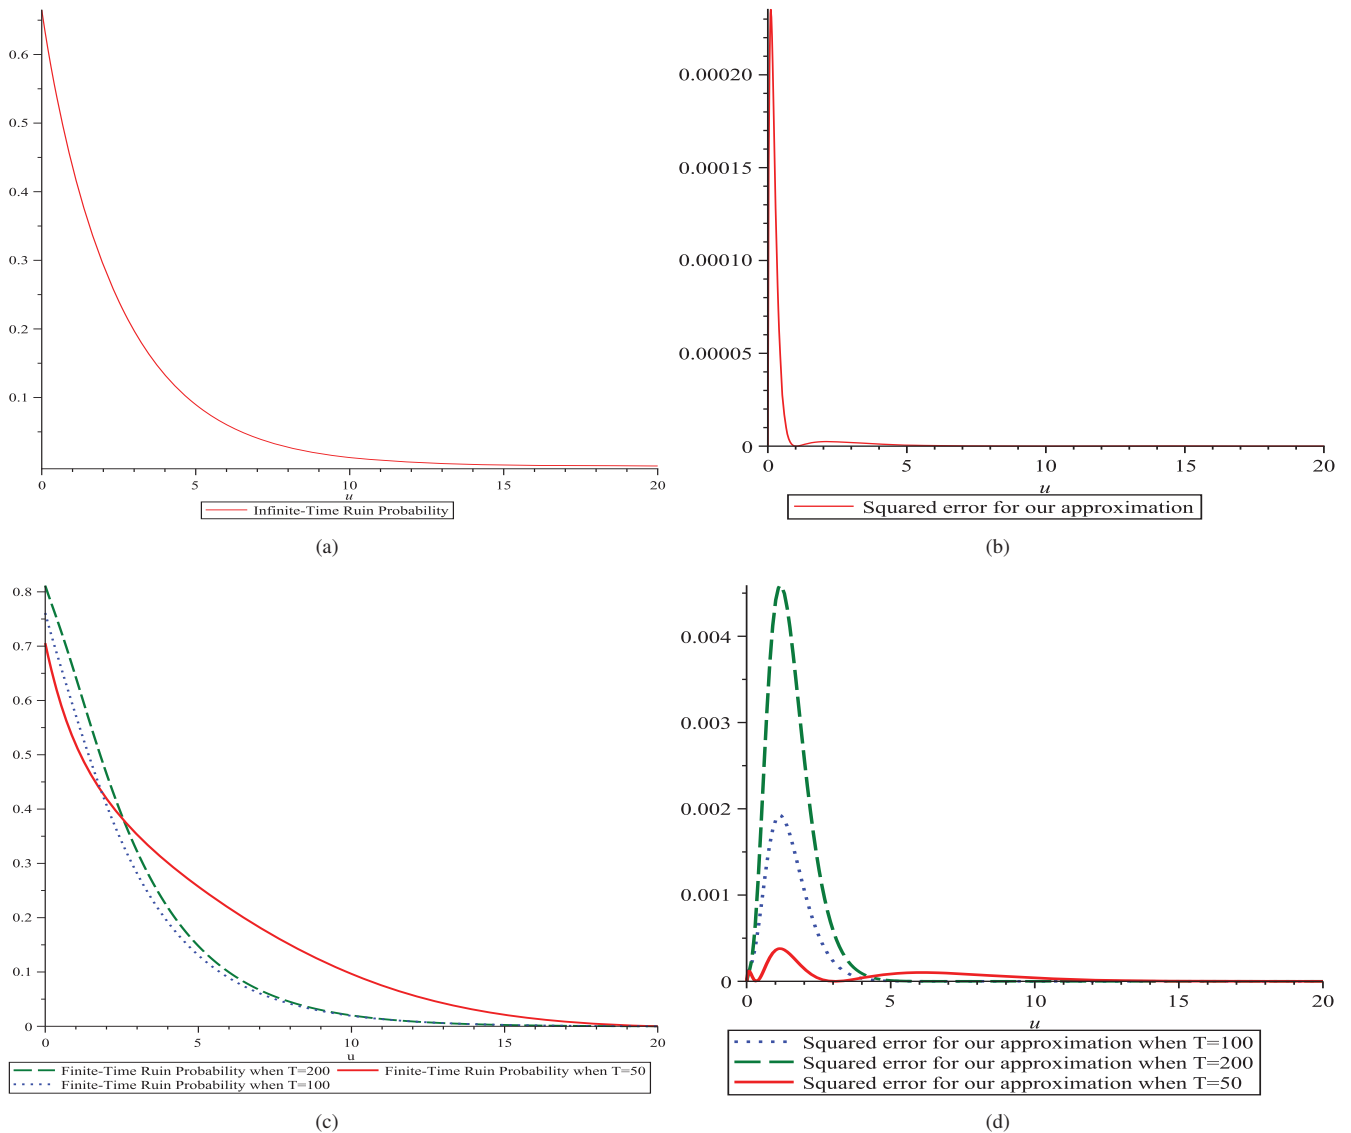 0.6
0.5
0.4
0.3
0.2
0.1
0 5 10 15 20
u
Infinite-Time Ruin Probability
(a)
0.00020
0.00015
0.00010
0.00005
0
0 5 10 15 20
u
Squared error for our approximation
(b)
0.8
0.7
0.6
0.5
0.4
0.3
0.2
0.1
0
0 5 10 15 20
u
Finite-Time Ruin Probability when T=200 Finite-Time Ruin Probability when T=50
Finite-Time Ruin Probability when T=100
(c)
0.004
0.003
0.002
0.001
0
0 5 10 15 20
u
Squared error for our approximation when T=100
Squared error for our approximation when T=200
Squared error for our approximation when T=50
(d)